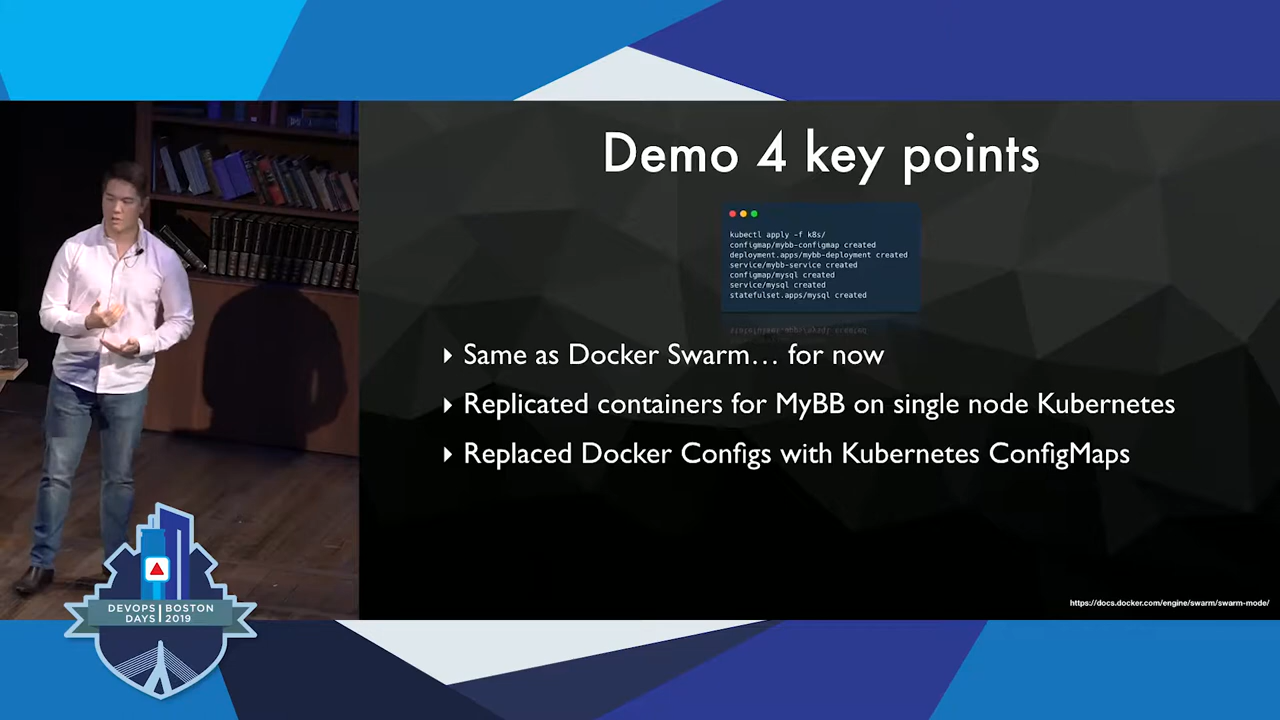 Demo 4 key points
kubectl apply -f k8s/
configmap/mybb-configmap created
deployment.apps/mybb-deployment created
service/mybb-service created
configmap/mysql created
service/mysql created
statefulset.apps/mysql created
Same as Docker Swarm… for now
Replicated containers for MyBB on single node Kubernetes
Replaced Docker Configs with Kubernetes ConfigMaps
https://docs.docker.com/engine/swarm/swarm-mode/
DEVOPS BOSTON
DAYS 2019